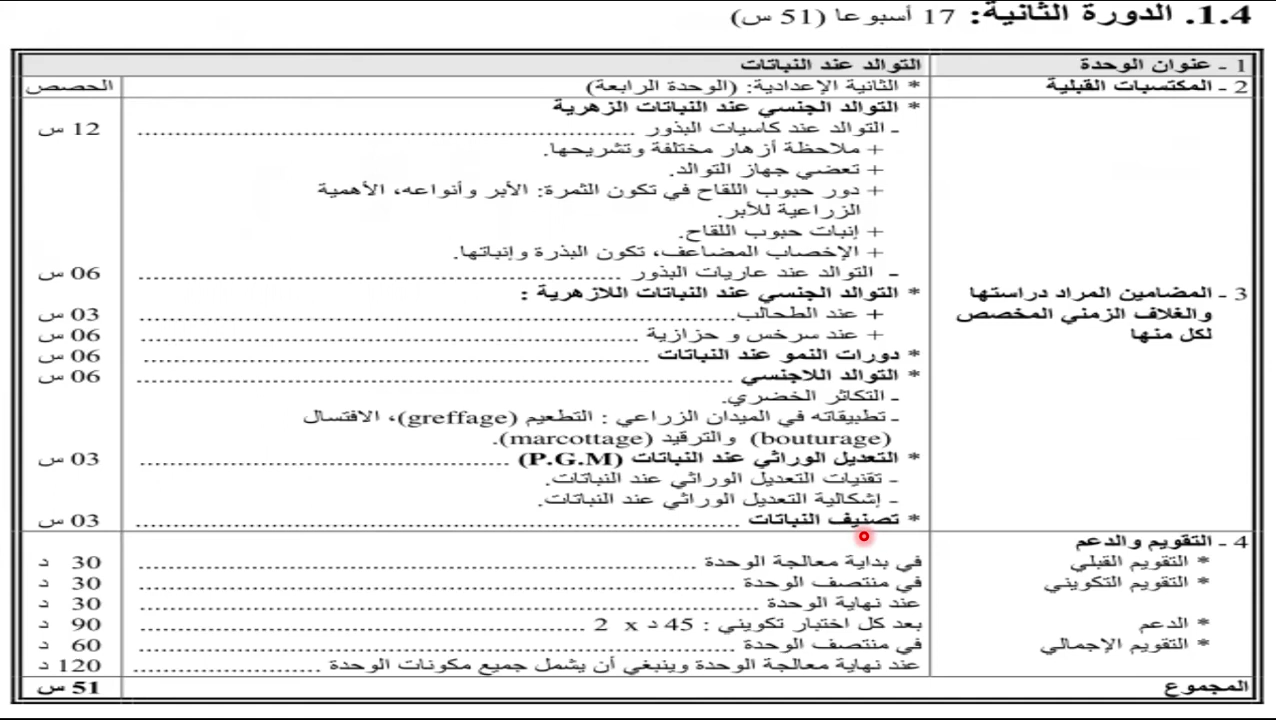 1.4. الدورة الثانية: 17 أسبوعا (51 س)
1 - عنوان الوحدة التوالد عند النباتات
2 - المكتسبات القبلية * الثانية الإعدادية: (الوحدة الرابعة) الحصص
3 - المضامين المراد دراستها
والغلاف الزمني المخصص
لكل منها
* التوالد الجنسي عند النباتات الزهرية
- التوالد عند كاسيات البذور ........ 12 س
+ ملاحظة أزهار مختلفة وتشريحها.
+ تعضي جهاز التوالد.
+ دور حبوب اللقاح في تكون الثمرة: الأبر وأنواعه، الأهمية
الزراعية للأبر.
+ إنبات حبوب اللقاح.
+ الإخصاب المضاعف، تكون البذرة وإنباتها.
- التوالد عند عاريات البذور ........ 06 س
* التوالد الجنسي عند النباتات اللازهرية :
+ عند الطحالب........ 03 س
+ عند سرخس و حزازية ........ 06 س
* دورات النمو عند النباتات ........ 06 س
* التوالد اللاجنسي ........ 06 س
- التكاثر الخضري.
- تطبيقاته في الميدان الزراعي : التطعيم (greffage)، الافتسال
(bouturage) والترقيد (marcottage).
* التعديل الوراثي عند النباتات (P.G.M) ........ 03 س
- تقنيات التعديل الوراثي عند النباتات.
- إشكالية التعديل الوراثي عند النباتات.
* تصنيف النباتات ........ 03 س
4 - التقويم والدعم
* التقويم القبلي في بداية معالجة الوحدة ........ 30 د
* التقويم التكويني في منتصف الوحدة ........ 30 د
عند نهاية الوحدة ........ 30 د
* الدعم بعد كل اختبار تكويني : 45 د x 2 ........ 90 د
* التقويم الإجمالي في منتصف الوحدة ........ 60 د
عند نهاية معالجة الوحدة وينبغي أن يشمل جميع مكونات الوحدة ........ 120 د
المجموع 51 س